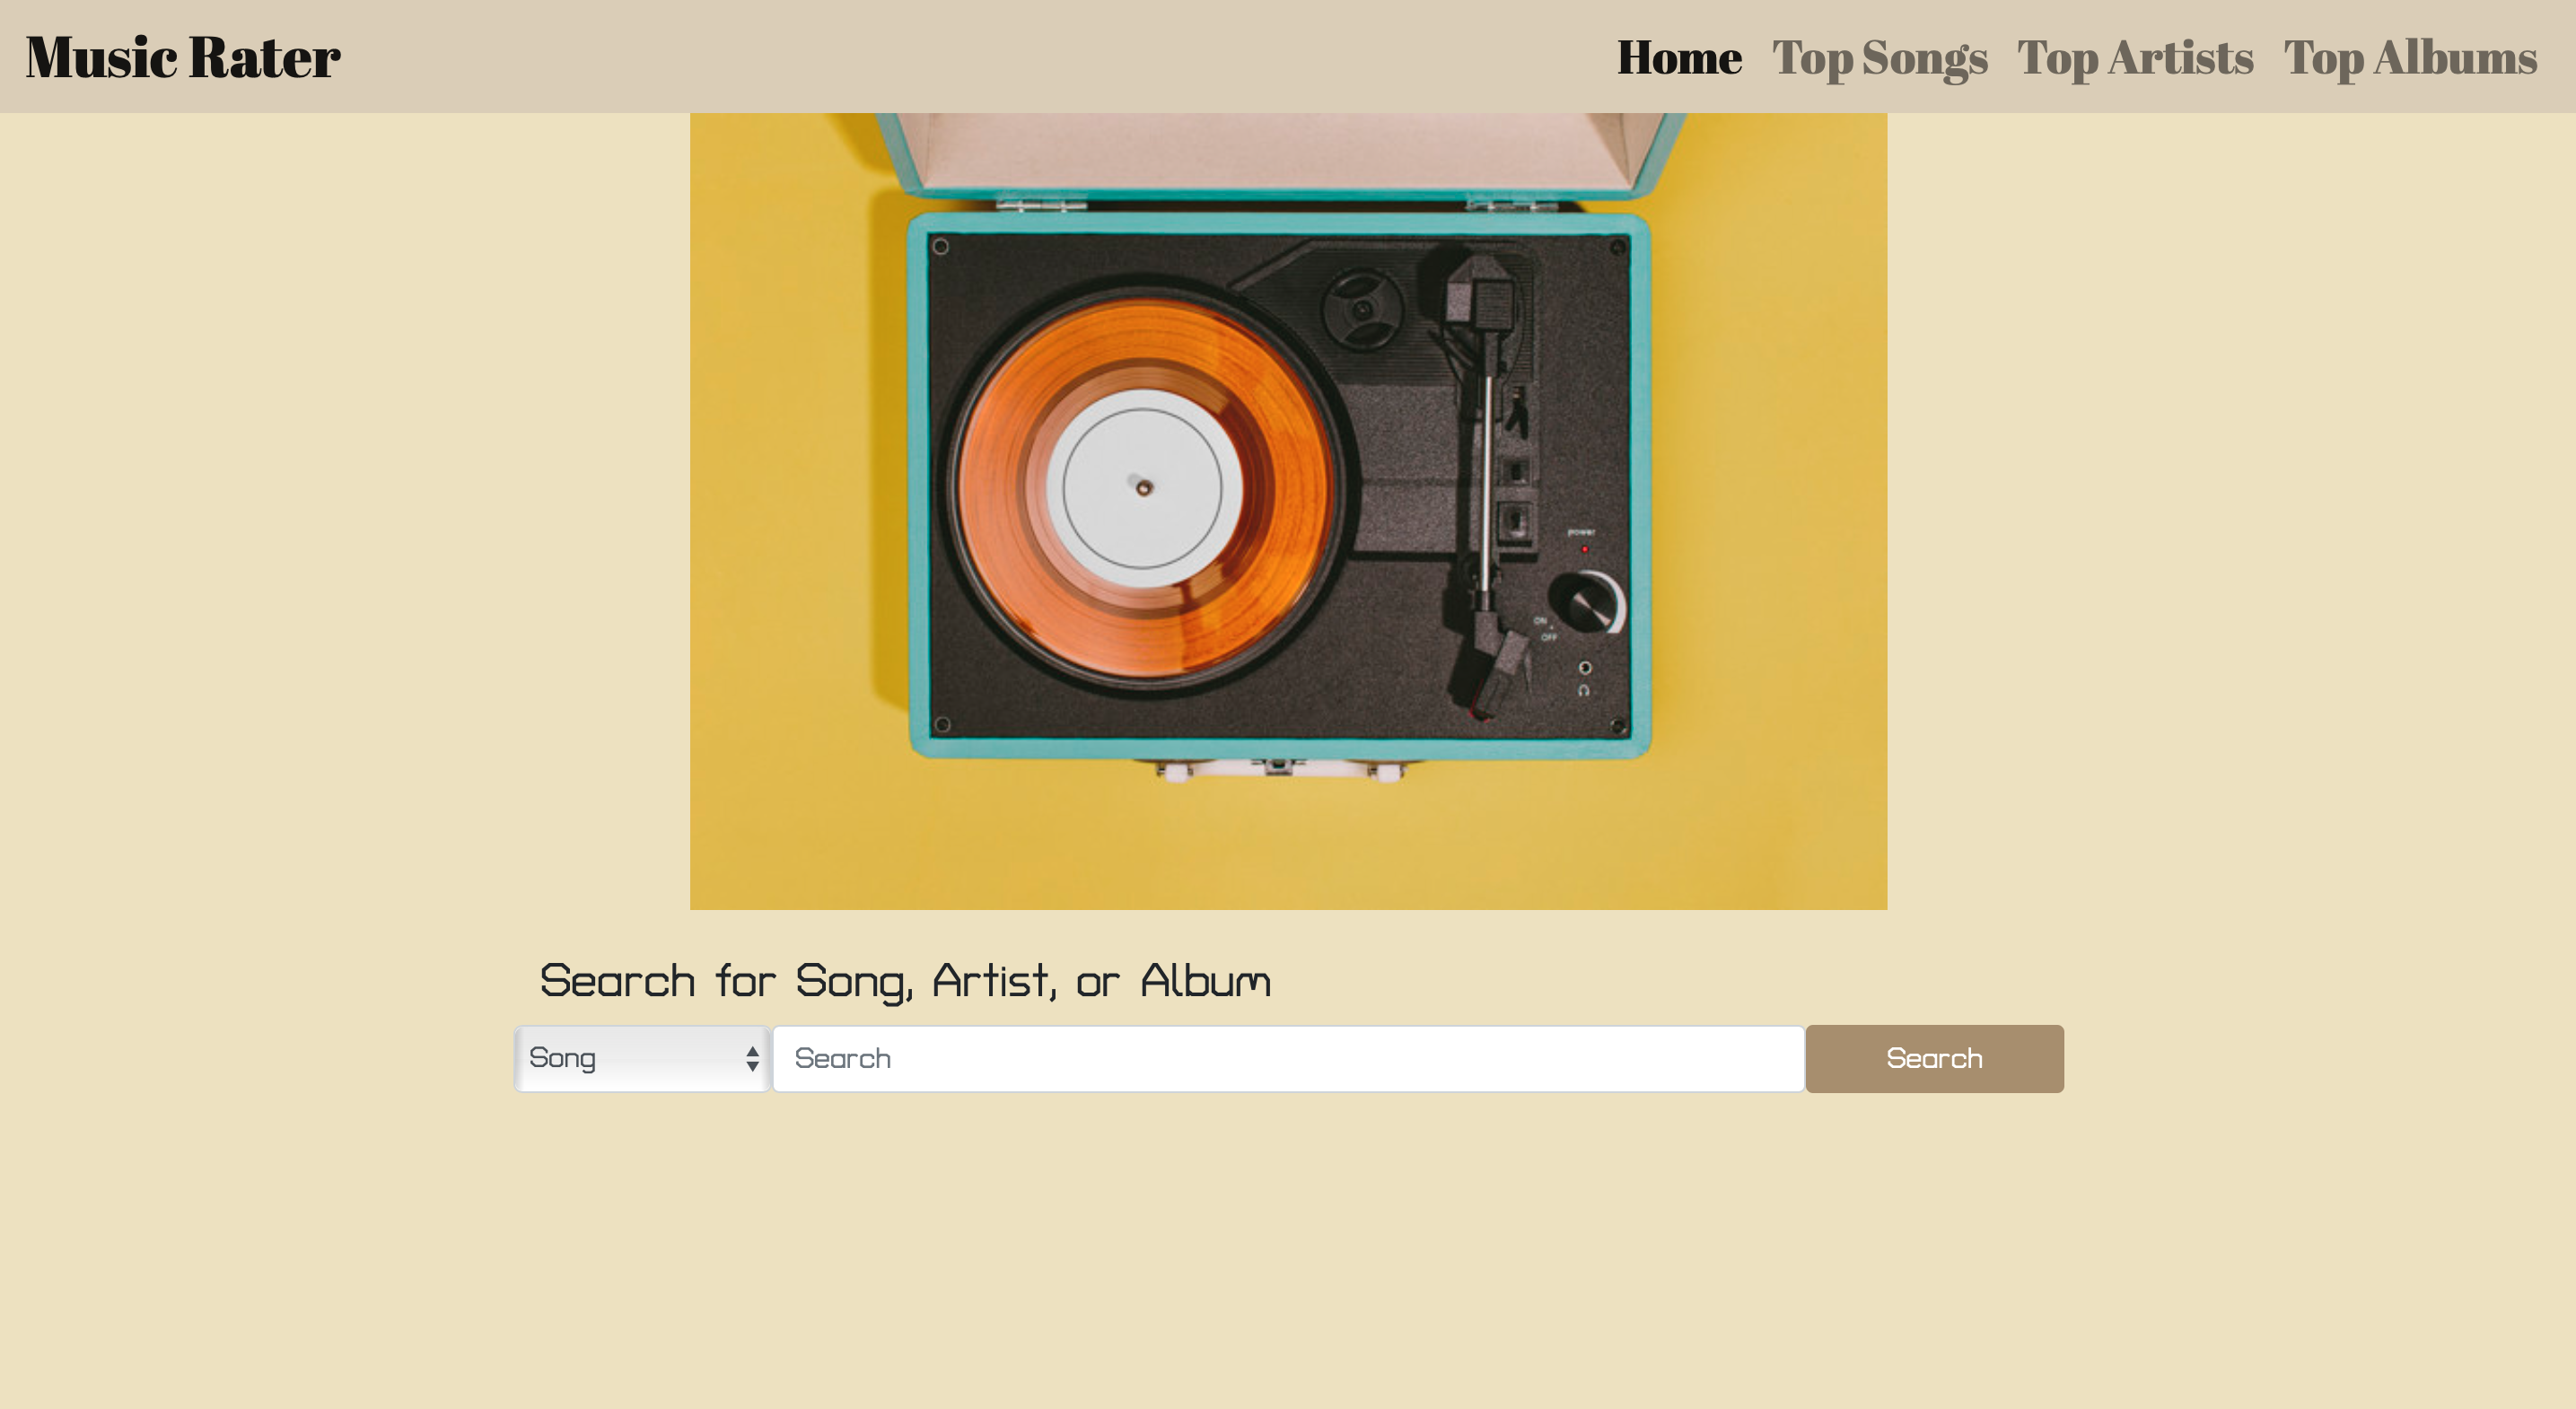 Music Rater
Home Top Songs Top Artists Top Albums
power
ON
OFF
Search for Song, Artist, or Album
Song Search Search